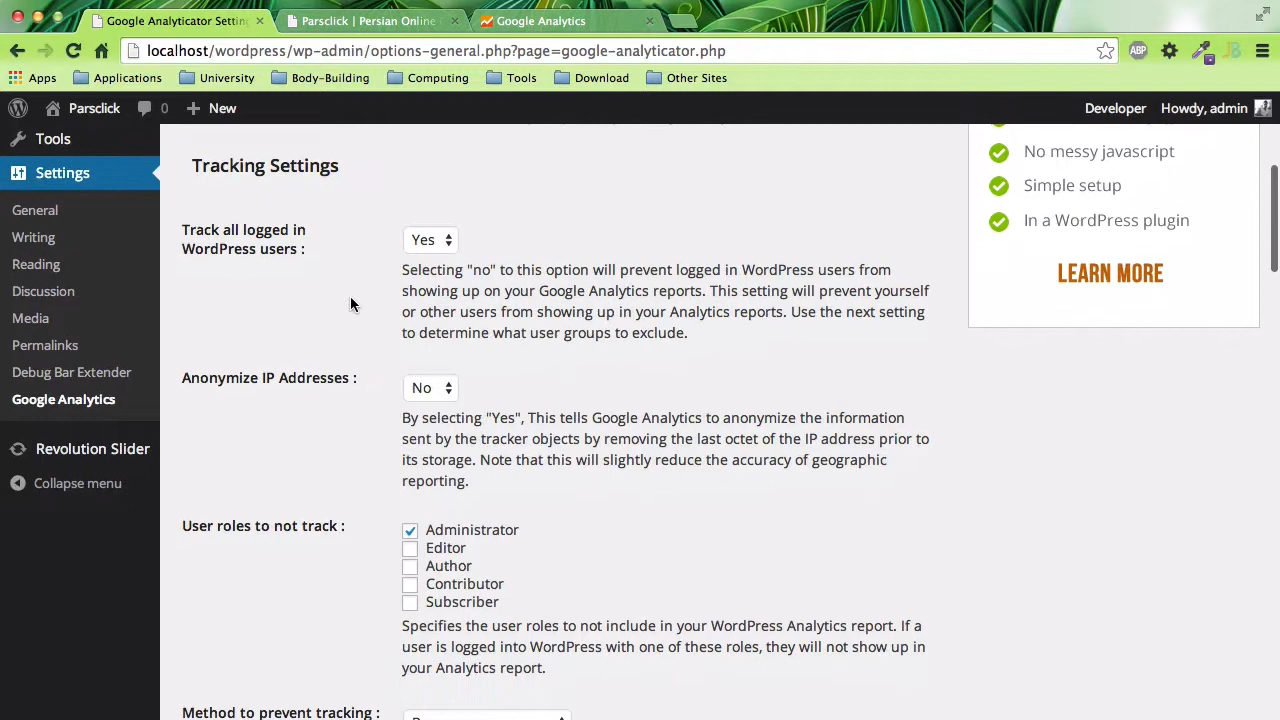 Google Analyticator Settin
Parsclick | Persian Online
Google Analytics
localhost/wordpress/wp-admin/options-general.php?page=google-analyticator.php
ABP
JB
Apps
Applications
University
Body-Building
Computing
Tools
Download
Other Sites
Parsclick
0
New
Developer
Howdy, admin
Tools
Settings
General
Writing
Reading
Discussion
Media
Permalinks
Debug Bar Extender
Google Analytics
Revolution Slider
Collapse menu
Tracking Settings
Track all logged in
WordPress users :
Yes
Selecting "no" to this option will prevent logged in WordPress users from
showing up on your Google Analytics reports. This setting will prevent yourself
or other users from showing up in your Analytics reports. Use the next setting
to determine what user groups to exclude.
Anonymize IP Addresses :
No
By selecting "Yes", This tells Google Analytics to anonymize the information
sent by the tracker objects by removing the last octet of the IP address prior to
its storage. Note that this will slightly reduce the accuracy of geographic
reporting.
User roles to not track :
Administrator
Editor
Author
Contributor
Subscriber
Specifies the user roles to not include in your WordPress Analytics report. If a
user is logged into WordPress with one of these roles, they will not show up in
your Analytics report.
Method to prevent tracking :
No messy javascript
Simple setup
In a WordPress plugin
LEARN MORE